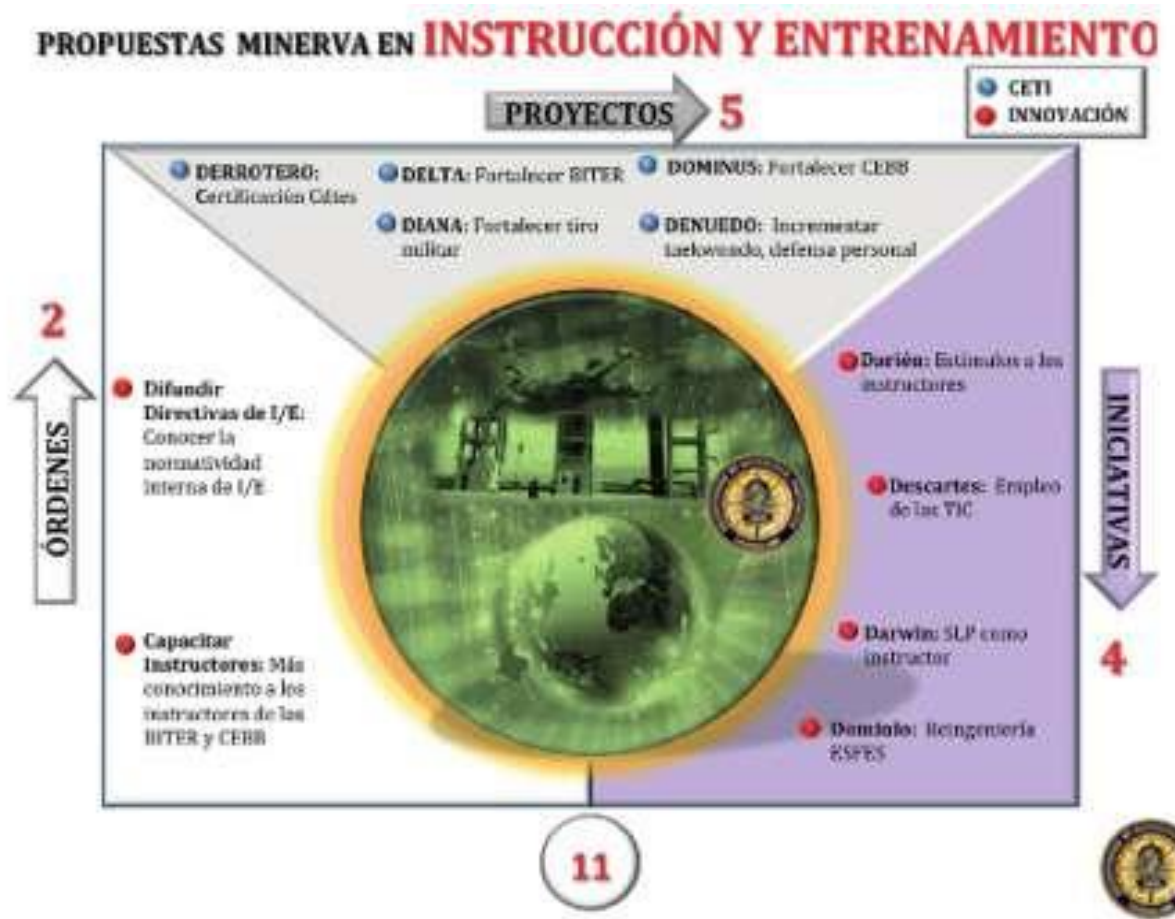 PROPUESTAS MINERVA EN INSTRUCCIÓN Y ENTRENAMIENTO
CETI
INNOVACIÓN
PROYECTOS 5
DERROTERO:
Certificación Cdtes
DELTA: Fortalecer BITER
DOMINUS: Fortalecer CEBB
DIANA: Fortalecer tiro
militar
DENUEDO: Incrementar
taekwondo, defensa personal
2
ÓRDENES
Difundir
Directivas de I/E:
Conocer la
normatividad
interna de I/E
Capacitar
Instructores: Más
conocimiento a los
instructores de las
BITER y CEBB
Darién: Estímulos a los
instructores
Descartes: Empleo
de las TIC
Darwin: SLP como
instructor
Dominio: Reingeniería
ESFES
INICIATIVAS
4
11